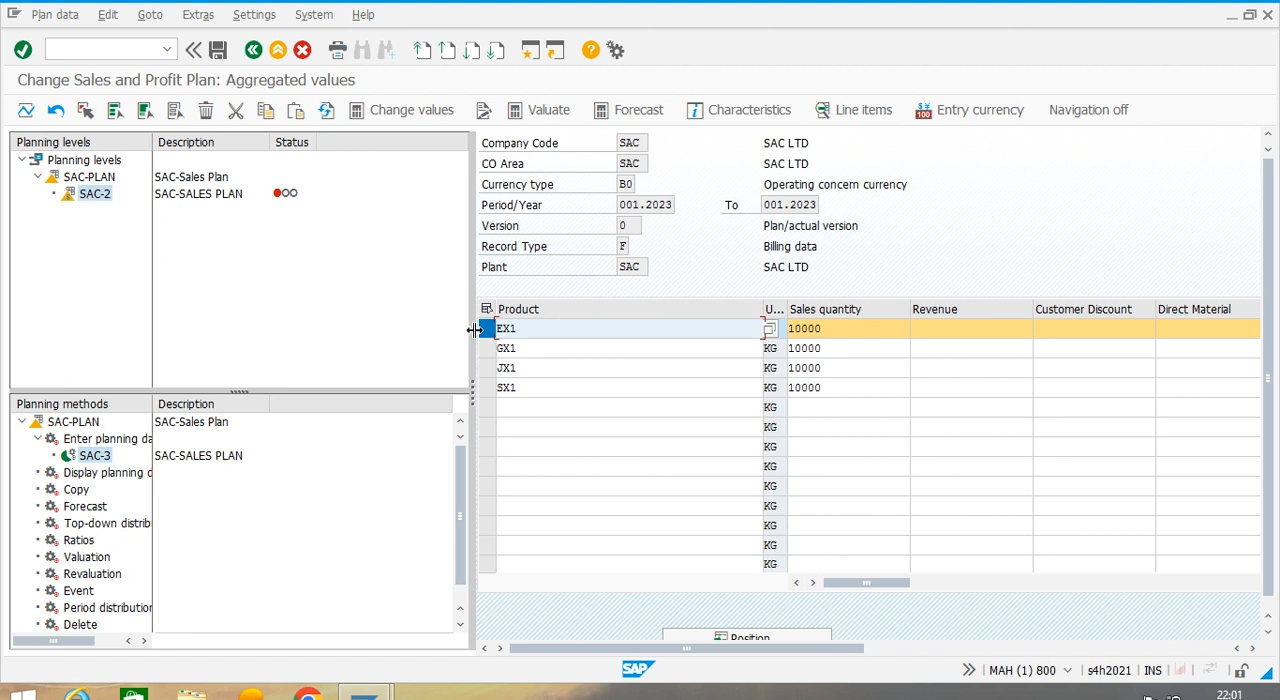 Plan data Edit Goto Extras Settings System Help
Change Sales and Profit Plan: Aggregated values
Change values Valuate Forecast Characteristics Line items Entry currency Navigation off
Planning levels Description Status
Planning levels
SAC-PLAN SAC-Sales Plan
SAC-2 SAC-SALES PLAN
Planning methods Description
SAC-PLAN SAC-Sales Plan
Enter planning da
SAC-3 SAC-SALES PLAN
Display planning d
Copy
Forecast
Top-down distrib
Ratios
Valuation
Revaluation
Event
Period distribution
Delete
Company Code SAC SAC LTD
CO Area SAC SAC LTD
Currency type B0 Operating concern currency
Period/Year 001.2023 To 001.2023
Version 0 Plan/actual version
Record Type F Billing data
Plant SAC SAC LTD
Product U... Sales quantity Revenue Customer Discount Direct Material
EX1 10000
GX1 KG 10000
JX1 KG 10000
SX1 KG 10000
KG
KG
KG
KG
KG
KG
KG
KG
KG
Position
SAP MAH (1) 800 s4h2021 INS
22:01